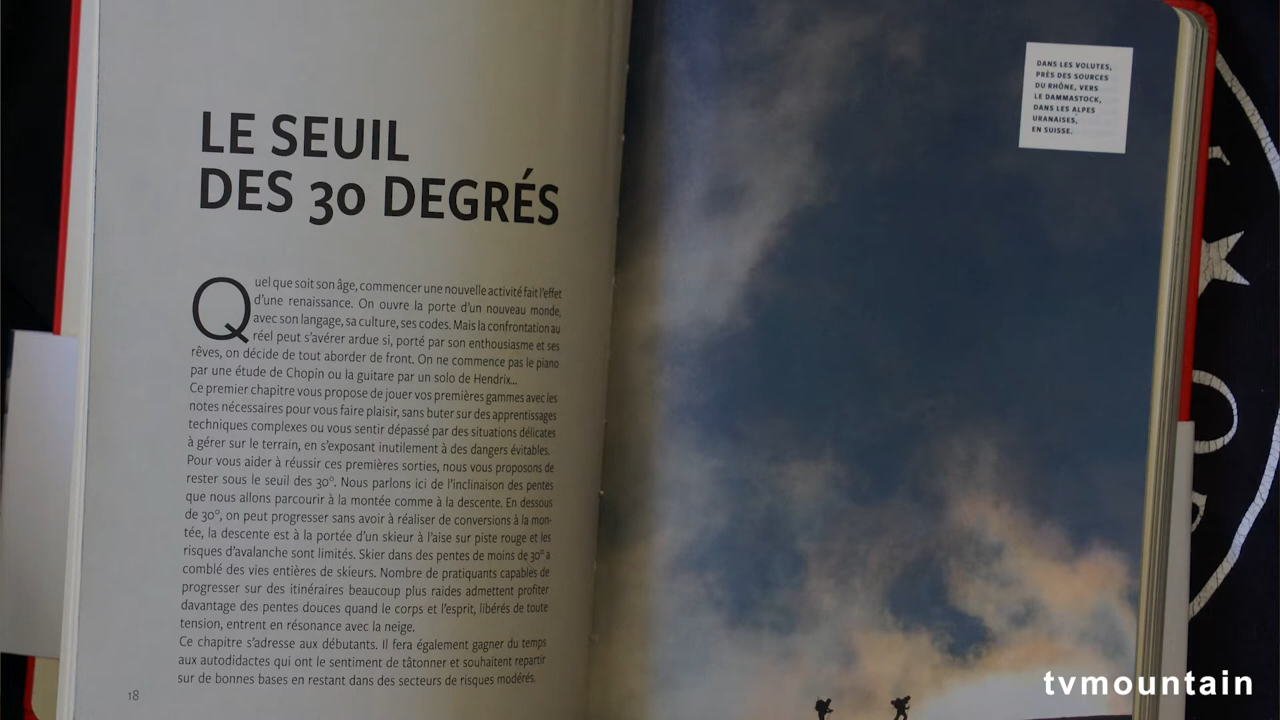 LE SEUIL
DES 30 DEGRÉS
Quel que soit son âge, commencer une nouvelle activité fait l'effet
d'une renaissance. On ouvre la porte d'un nouveau monde,
avec son langage, sa culture, ses codes. Mais la confrontation au
réel peut s'avérer ardue si, porté par son enthousiasme et ses
rêves, on décide de tout aborder de front. On ne commence pas le piano
par une étude de Chopin ou la guitare par un solo de Hendrix...
Ce premier chapitre vous propose de jouer vos premières gammes avec les
notes nécessaires pour vous faire plaisir, sans buter sur des apprentissages
techniques complexes ou vous sentir dépassé par des situations délicates
à gérer sur le terrain, en s'exposant inutilement à des dangers évitables.
Pour vous aider à réussir ces premières sorties, nous vous proposons de
rester sous le seuil des 30°. Nous parlons ici de l'inclinaison des pentes
que nous allons parcourir à la montée comme à la descente. En dessous
de 30°, on peut progresser sans avoir à réaliser de conversions à la mon-
tée, la descente est à la portée d'un skieur à l'aise sur piste rouge et les
risques d'avalanche sont limités. Skier dans des pentes de moins de 30° a
comblé des vies entières de skieurs. Nombre de pratiquants capables de
progresser sur des itinéraires beaucoup plus raides admettent profiter
davantage des pentes douces quand le corps et l'esprit, libérés de toute
tension, entrent en résonance avec la neige.
Ce chapitre s'adresse aux débutants. Il fera également gagner du temps
aux autodidactes qui ont le sentiment de tâtonner et souhaitent repartir
sur de bonnes bases en restant dans des secteurs de risques modérés.
18
DANS LES VOLUTES,
PRÈS DES SOURCES
DU RHÔNE, VERS
LE DAMMASTOCK,
DANS LES ALPES
URANAISES,
EN SUISSE.
tvmountain